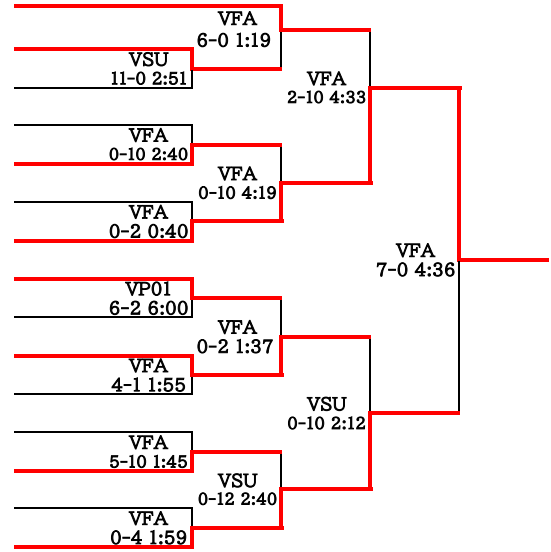 VFA
6-0 1:19
VSU
11-0 2:51
VFA
2-10 4:33
VFA
0-10 2:40
VFA
0-10 4:19
VFA
0-2 0:40
VFA
7-0 4:36
VPO1
6-2 6:00
VFA
0-2 1:37
VFA
4-1 1:55
VSU
0-10 2:12
VFA
5-10 1:45
VSU
0-12 2:40
VFA
0-4 1:59